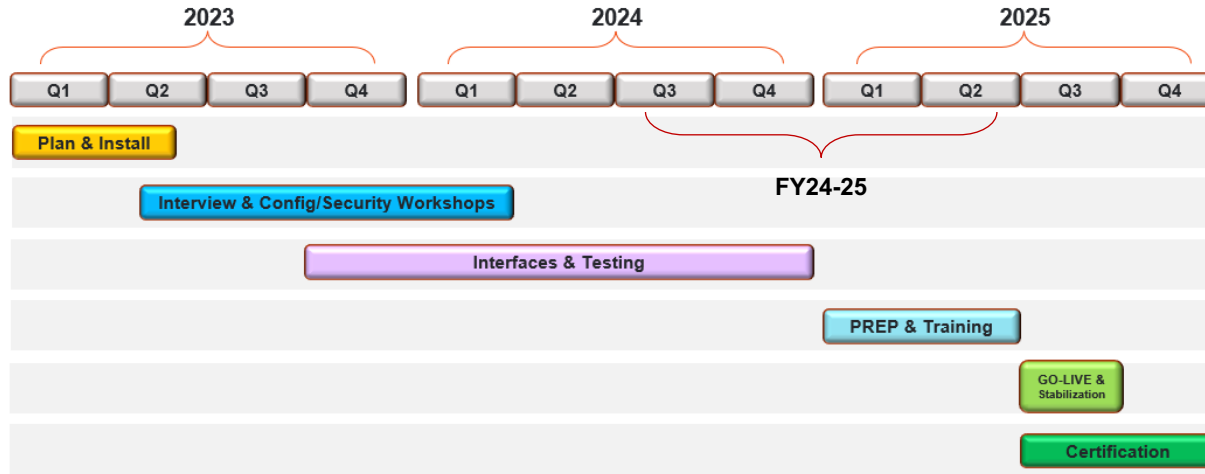 2023
2024
2025
Q1 Q2 Q3 Q4 Q1 Q2 Q3 Q4 Q1 Q2 Q3 Q4
Plan & Install
FY24-25
Interview & Config/Security Workshops
Interfaces & Testing
PREP & Training
GO-LIVE &
Stabilization
Certification